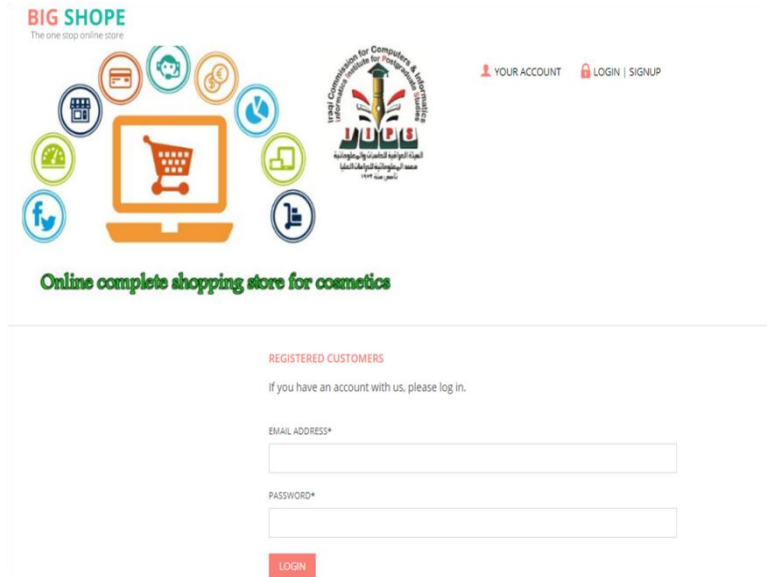 BIG SHOPE
The one stop online store
YOUR ACCOUNT
LOGIN | SIGNUP
Iraqi Commission for Computers & Informatics
Informatics Institute for Postgraduate Studies
I I P S
الهيئة العراقية للحاسبات والمعلوماتية
معهد المعلوماتية للدراسات العليا
Online complete shopping store for cosmetics
REGISTERED CUSTOMERS
If you have an account with us, please log in.
EMAIL ADDRESS*
PASSWORD*
LOGIN